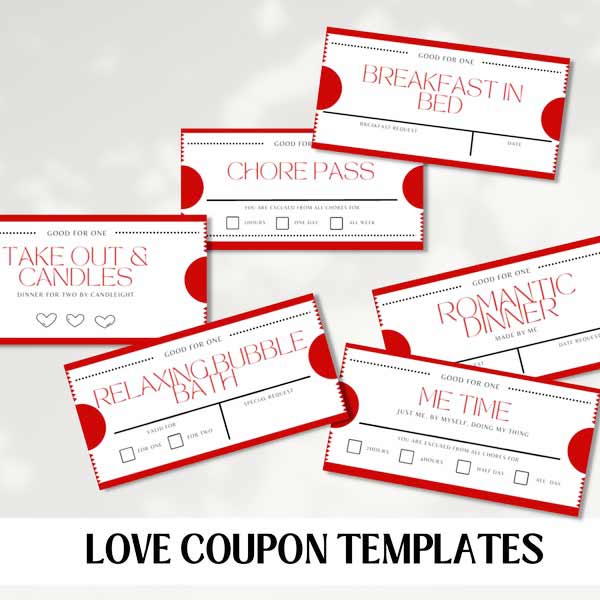 GOOD FOR ONE
BREAKFAST IN
BED
BREAKFAST REQUEST
DATE
GOOD FOR
CHORE PASS
YOU ARE EXCUSED FROM ALL CHORES FOR
ONE DAY
ALL WEEK
GOOD FOR ONE
TAKE OUT &
CANDLES
DINNER FOR TWO BY CANDLELIGHT
GOOD FOR ONE
ROMANTIC
DINNER
MADE BY ME
DATE REQUEST
GOOD FOR ONE
RELAXING BUBBLE
BATH
VALID FOR
SPECIAL REQUEST
FOR ONE
FOR TWO
GOOD FOR ONE
ME TIME
JUST ME, BY MYSELF, DOING MY THING
YOU ARE EXCUSED FROM ALL CHORES FOR
2HOURS
4HOURS
HALF DAY
ALL DAY
LOVE COUPON TEMPLATES